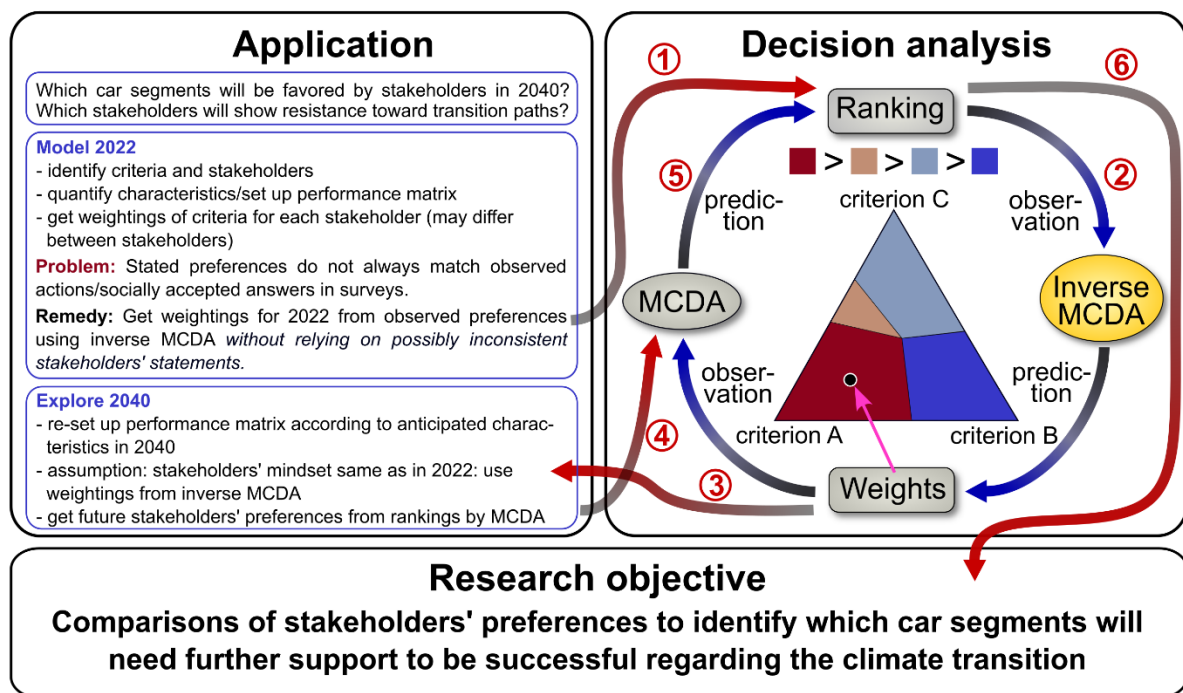 Application
Which car segments will be favored by stakeholders in 2040?
Which stakeholders will show resistance toward transition paths?
Model 2022
- identify criteria and stakeholders
- quantify characteristics/set up performance matrix
- get weightings of criteria for each stakeholder (may differ
between stakeholders)
Problem: Stated preferences do not always match observed
actions/socially accepted answers in surveys.
Remedy: Get weightings for 2022 from observed preferences
using inverse MCDA without relying on possibly inconsistent
stakeholders' statements.
Explore 2040
- re-set up performance matrix according to anticipated charac-
teristics in 2040
- assumption: stakeholders' mindset same as in 2022: use
weightings from inverse MCDA
- get future stakeholders' preferences from rankings by MCDA
Decision analysis
①
⑥
Ranking
> > >
⑤
②
predic-
tion
criterion C
obser-
vation
MCDA
Inverse
MCDA
obser-
vation
predic-
tion
④
criterion A
criterion B
③
Weights
Research objective
Comparisons of stakeholders' preferences to identify which car segments will
need further support to be successful regarding the climate transition